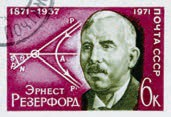 1871-1937 1971
ПОЧТА СССР
P
A
P
ЭРНЕСТ
РЕЗЕРФОРД 6к